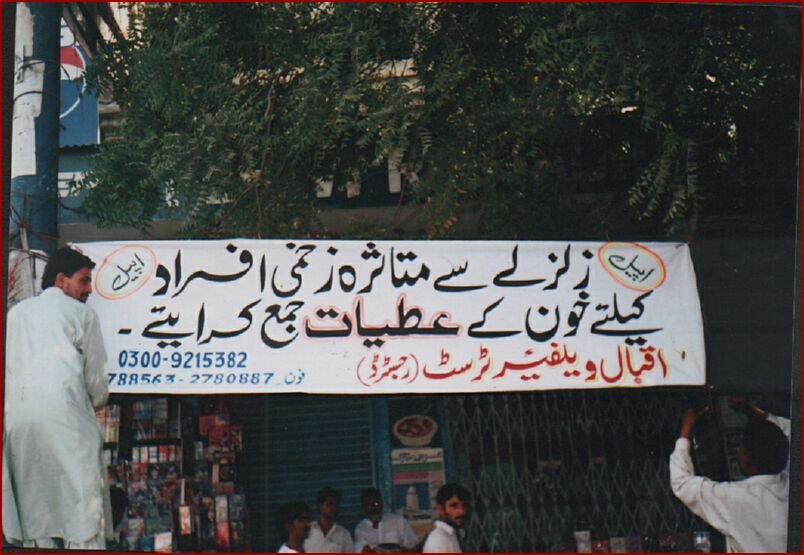 اپیل
زلزلے سے متاثرہ زخمی افراد
اپیل
کیلئے خون کے عطیات جمع کرایئے۔
اقبال ویلفیئر ٹرسٹ (رجسٹرڈ)
0300-9215382
فون 2780887-788563